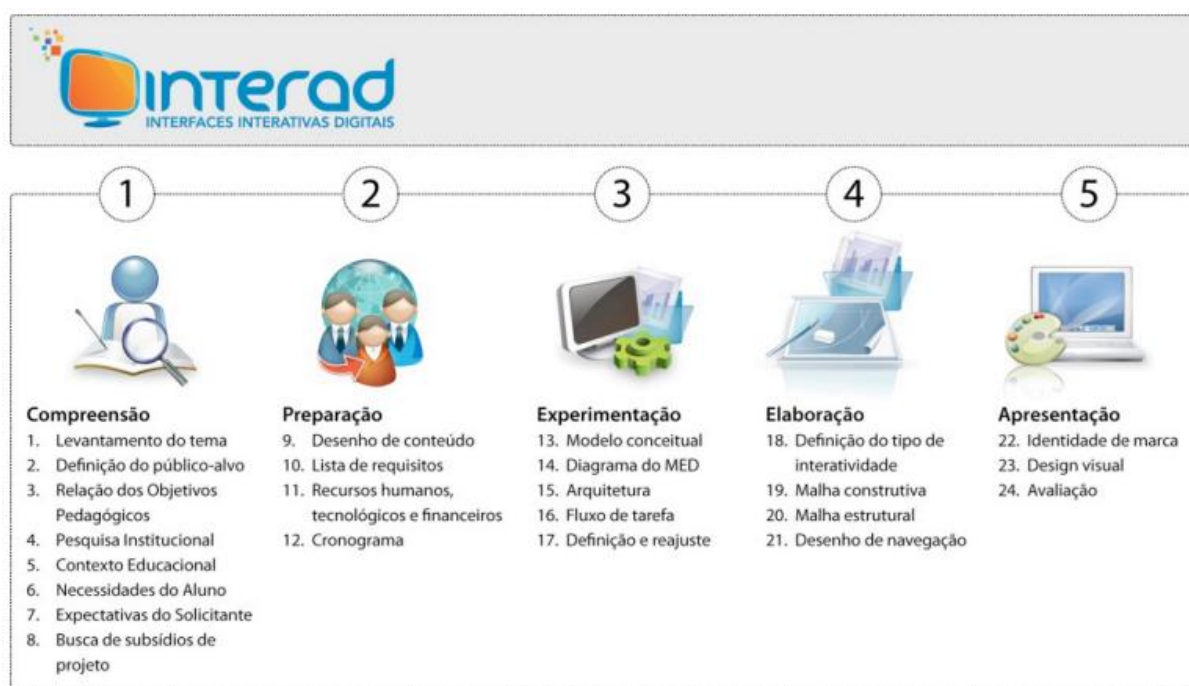 interad
INTERFACES INTERATIVAS DIGITAIS
1
2
3
4
5
Compreensão
1. Levantamento do tema
2. Definição do público-alvo
3. Relação dos Objetivos
Pedagógicos
4. Pesquisa Institucional
5. Contexto Educacional
6. Necessidades do Aluno
7. Expectativas do Solicitante
8. Busca de subsídios de
projeto
Preparação
9. Desenho de conteúdo
10. Lista de requisitos
11. Recursos humanos,
tecnológicos e financeiros
12. Cronograma
Experimentação
13. Modelo conceitual
14. Diagrama do MED
15. Arquitetura
16. Fluxo de tarefa
17. Definição e reajuste
Elaboração
18. Definição do tipo de
interatividade
19. Malha construtiva
20. Malha estrutural
21. Desenho de navegação
Apresentação
22. Identidade de marca
23. Design visual
24. Avaliação